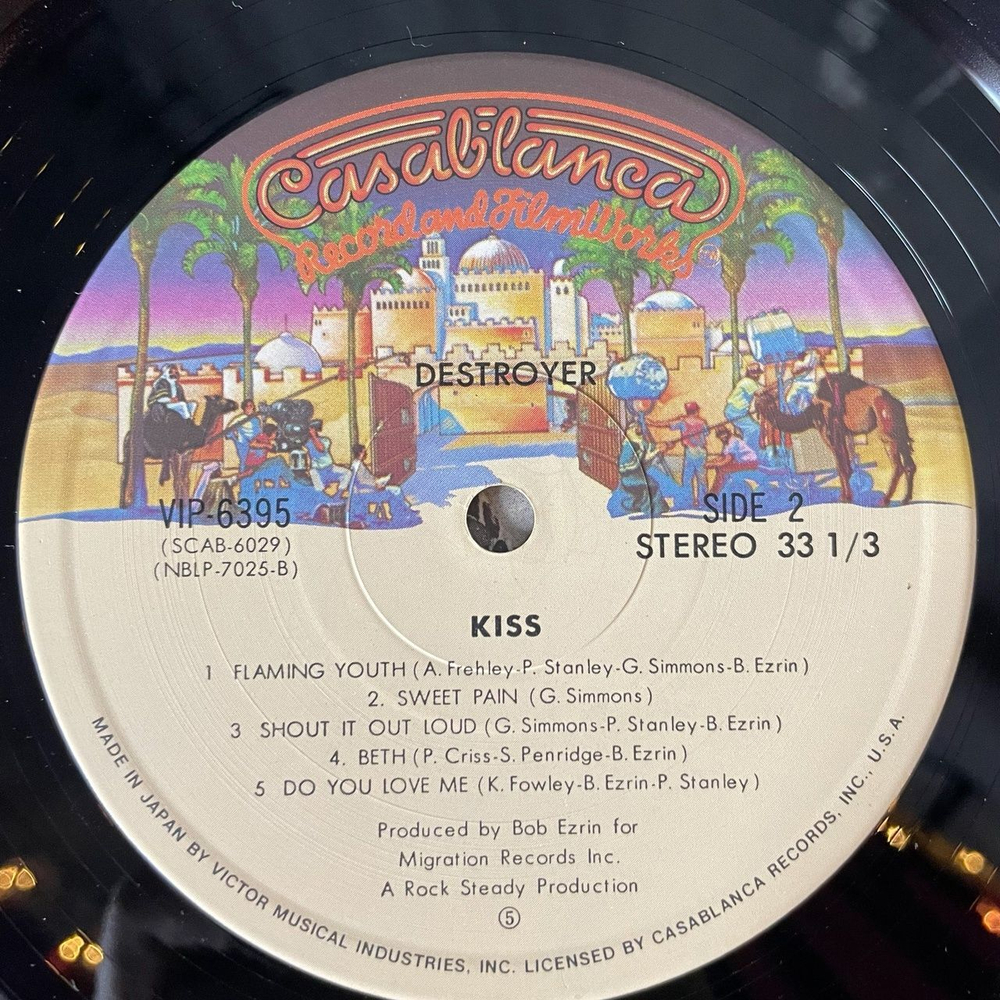 Casablanca
Record and FilmWorks
DESTROYER
VIP-6395
(SCAB-6029)
(NBLP-7025-B)
SIDE 2
STEREO 33 1/3
KISS
1 FLAMING YOUTH (A. Frehley-P. Stanley-G. Simmons-B. Ezrin)
2. SWEET PAIN (G. Simmons)
3 SHOUT IT OUT LOUD (G. Simmons-P. Stanley-B. Ezrin)
4. BETH (P. Criss-S. Penridge-B. Ezrin)
5 DO YOU LOVE ME (K. Fowley-B. Ezrin-P. Stanley)
Produced by Bob Ezrin for
Migration Records Inc.
A Rock Steady Production
⑤
MADE IN JAPAN BY VICTOR MUSICAL INDUSTRIES, INC. LICENSED BY CASABLANCA RECORDS, INC., U.S.A.